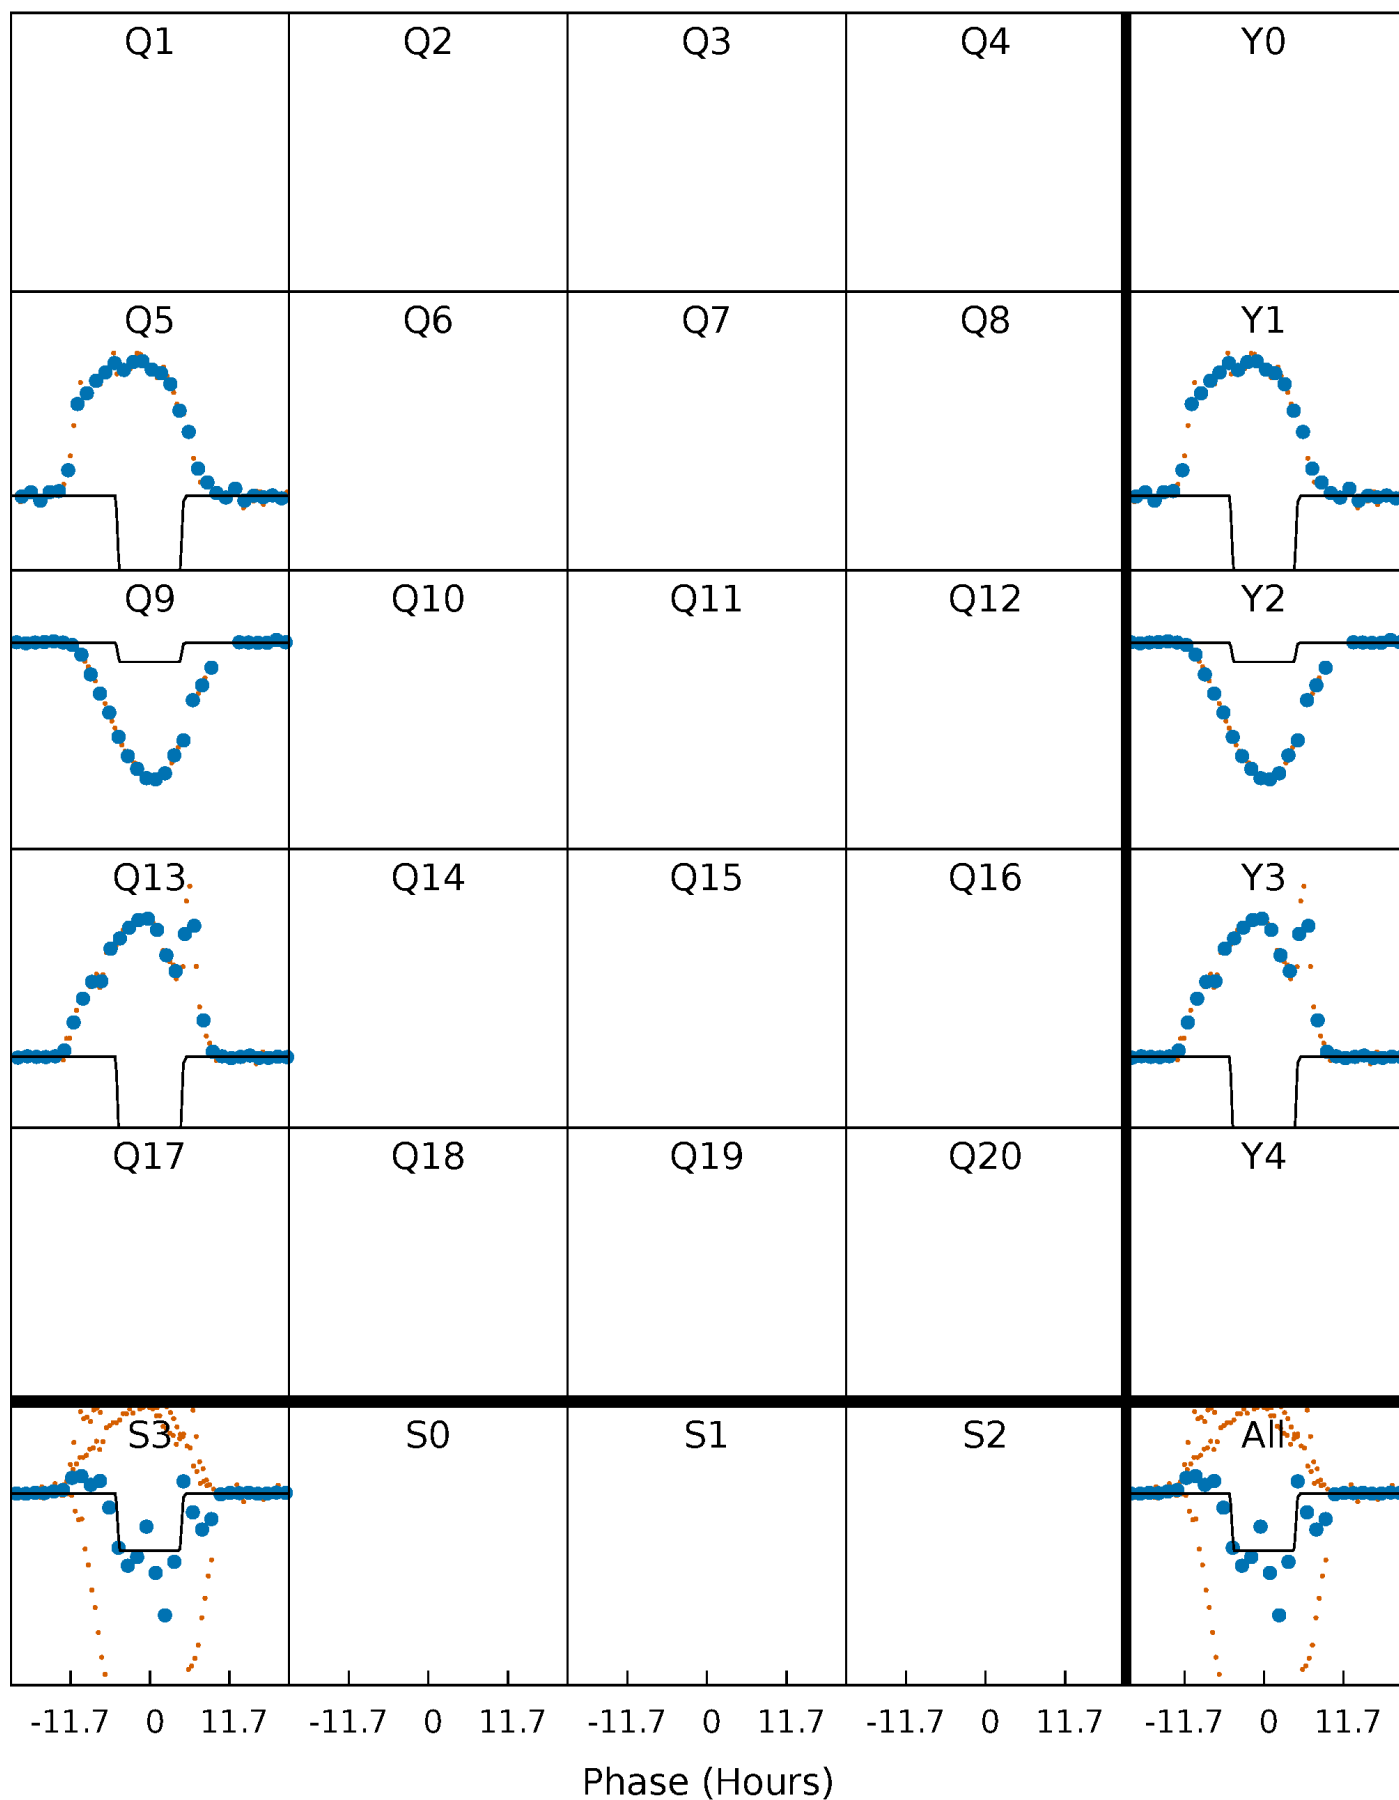 Q1 Q2 Q3 Q4 Y0
Q5 Q6 Q7 Q8 Y1
Q9 Q10 Q11 Q12 Y2
Q13 Q14 Q15 Q16 Y3
Q17 Q18 Q19 Q20 Y4
S3 S0 S1 S2 All
-11.7 0 11.7 -11.7 0 11.7 -11.7 0 11.7 -11.7 0 11.7 -11.7 0 11.7
Phase (Hours)